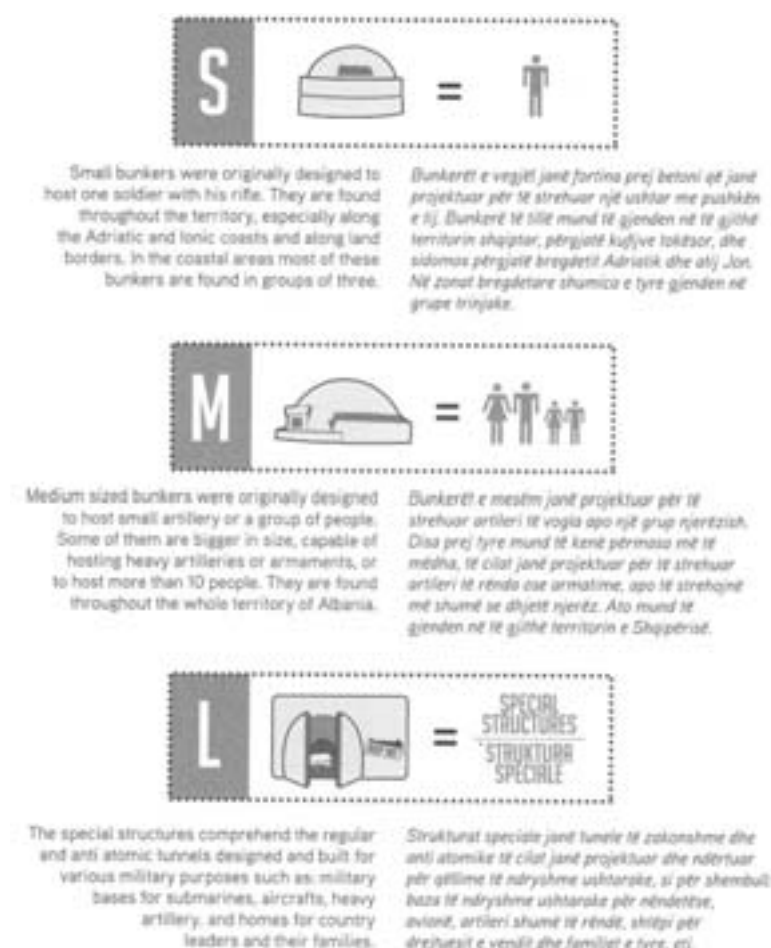 S
=
Small bunkers were originally designed to
host one soldier with his rifle. They are found
throughout the territory, especially along
the Adriatic and Ionic coasts and along land
borders. In the coastal areas most of these
bunkers are found in groups of three.
Bunkerët e vegjël janë fortina prej betoni që janë
projektuar për të strehuar një ushtar me pushkën
e tij. Bunkerë të tillë mund të gjenden në të gjithë
territorin shqiptar, përgjatë kufijve tokësor, dhe
sidomos përgjatë bregdetit Adriatik dhe atij Jon.
Në zonat bregdetare shumica e tyre gjenden në
grupe trinjake.
M
=
Medium sized bunkers were originally designed
to host small artillery or a group of people.
Some of them are bigger in size, capable of
hosting heavy artilleries or armaments, or
to host more than 10 people. They are found
throughout the whole territory of Albania.
Bunkerët e mesëm janë projektuar për të
strehuar artileri të vogla apo një grup njerëzish.
Disa prej tyre mund të kenë përmasa më të
mëdha, të cilat janë projektuar për të strehuar
artileri të rënda ose armatime, apo të strehojnë
më shumë se dhjetë njerëz. Ato mund të
gjenden në të gjithë territorin e Shqipërisë.
L
=
SPECIAL
STRUCTURES
STRUKTURA
SPECIALE
The special structures comprehend the regular
and anti atomic tunnels designed and built for
various military purposes such as: military
bases for submarines, aircrafts, heavy
artillery, and homes for country
leaders and their families.
Strukturat speciale janë tunele të zakonshme dhe
anti atomike të cilat janë projektuar dhe ndërtuar
për qëllime të ndryshme ushtarake, si për shembull:
baza të ndryshme ushtarake për nëndetëse,
avionë, artileri shumë të rëndë, shtëpi për
drejtuesit e vendit dhe familjet e tyre, për